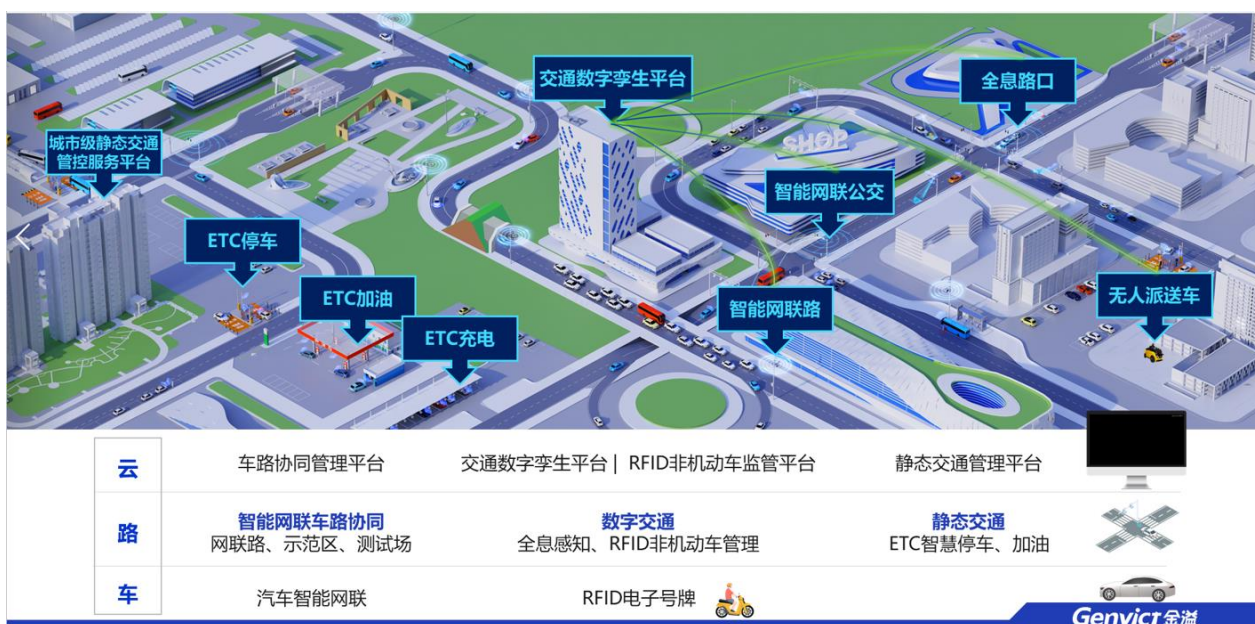 交通数字孪生平台
全息路口
城市级静态交通
管控服务平台
SHOP
智能网联公交
ETC停车
ETC加油
无人派送车
智能网联路
ETC充电
云
车路协同管理平台
交通数字孪生平台 | RFID非机动车监管平台
静态交通管理平台
路
智能网联车路协同
网联路、示范区、测试场
数字交通
全息感知、RFID非机动车管理
静态交通
ETC智慧停车、加油
车
汽车智能网联
RFID电子号牌
Genvict金溢